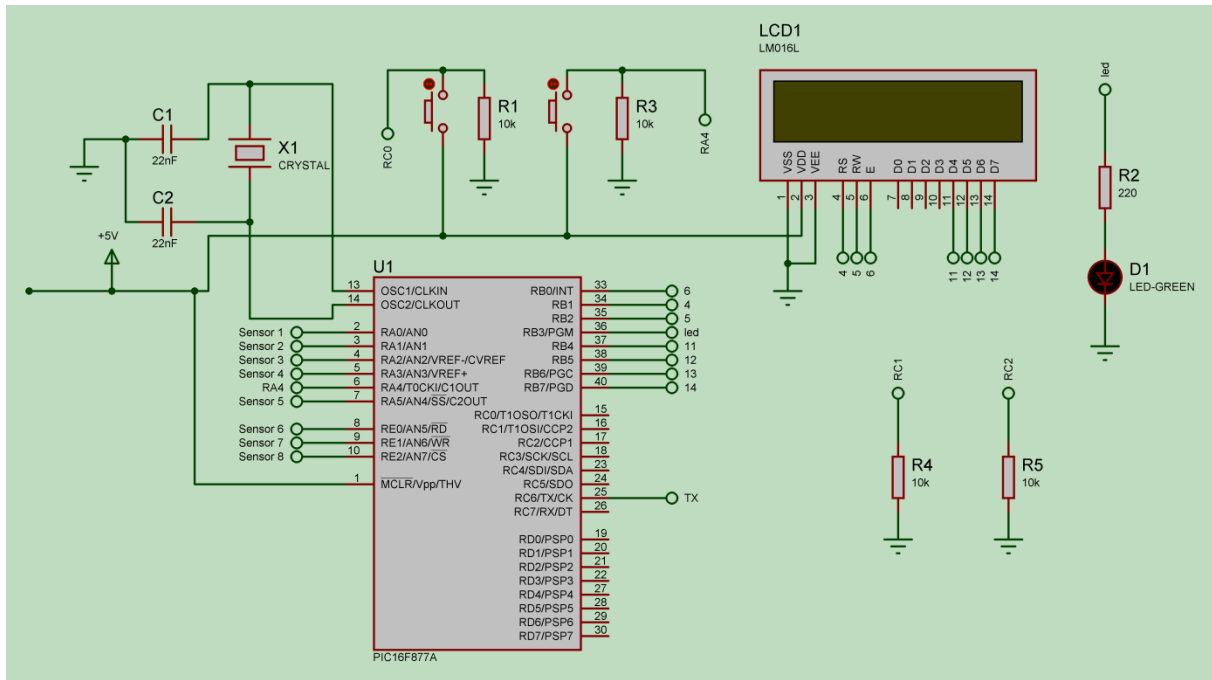 LCD1
LM016L
VSS
VDD
VEE
RS
RW
E
D0
D1
D2
D3
D4
D5
D6
D7
1
2
3
4
5
6
7
8
9
10
11
12
13
14
4
5
6
11
12
13
14
C1
22nF
X1
CRYSTAL
C2
22nF
+5V
RC0
R1
10k
R3
10k
RA4
led
R2
220
D1
LED-GREEN
RC1
R4
10k
RC2
R5
10k
U1
13 OSC1/CLKIN RB0/INT 33 6
14 OSC2/CLKOUT RB1 34 4
RB2 35 5
Sensor 1 2 RA0/AN0 RB3/PGM 36 led
Sensor 2 3 RA1/AN1 RB4 37 11
Sensor 3 4 RA2/AN2/VREF-/CVREF RB5 38 12
Sensor 4 5 RA3/AN3/VREF+ RB6/PGC 39 13
RA4 6 RA4/T0CKI/C1OUT RB7/PGD 40 14
Sensor 5 7 RA5/AN4/SS/C2OUT
RC0/T1OSO/T1CKI 15
Sensor 6 8 RE0/AN5/RD RC1/T1OSI/CCP2 16
Sensor 7 9 RE1/AN6/WR RC2/CCP1 17
Sensor 8 10 RE2/AN7/CS RC3/SCK/SCL 18
RC4/SDI/SDA 23
1 MCLR/Vpp/THV RC5/SDO 24
RC6/TX/CK 25 TX
RC7/RX/DT 26
RD0/PSP0 19
RD1/PSP1 20
RD2/PSP2 21
RD3/PSP3 22
RD4/PSP4 27
RD5/PSP5 28
RD6/PSP6 29
RD7/PSP7 30
PIC16F877A